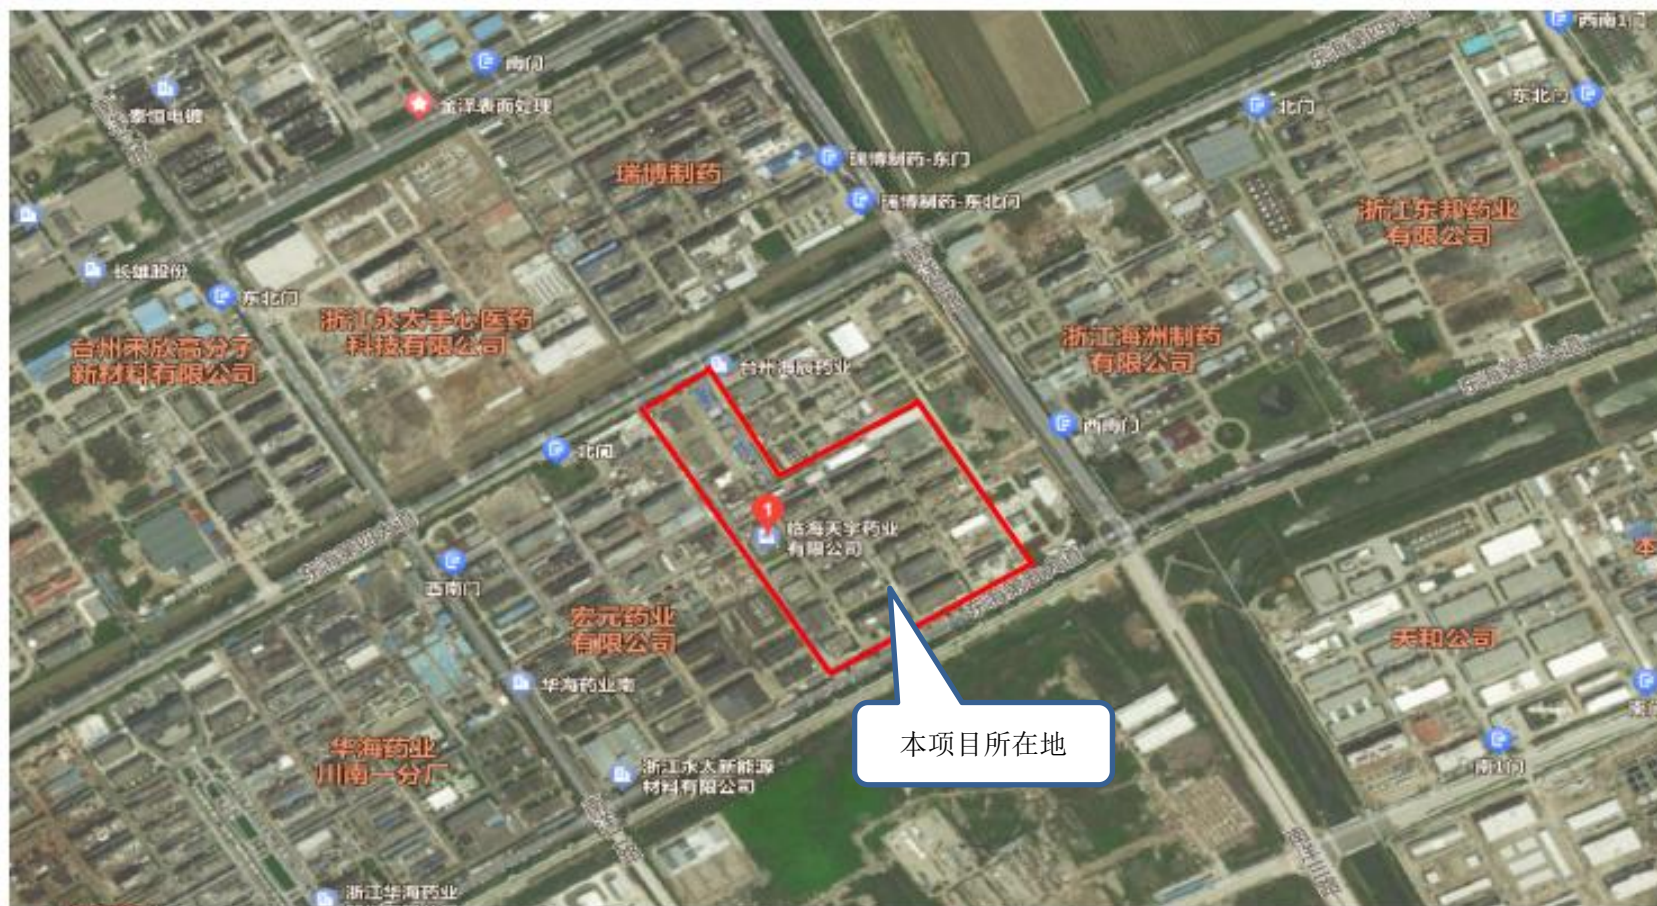 西南1门
南门
泰恒电镀
金泽表面处理
北门
东北门
瑞博制药
瑞博制药-东门
瑞博制药-东北门
浙江东邦药业
有限公司
长雄股份
东北门
浙江永太手心医药
科技有限公司
台州禾欣高分子
新材料有限公司
浙江海洲制药
有限公司
台州海辰药业
西南门
北门
1
临海天宇药业
有限公司
西南门
宏元药业
有限公司
天和公司
本
华海药业南
本项目所在地
华海药业
川南一分厂
浙江永太新能源
材料有限公司
南1门
浙江华海药业